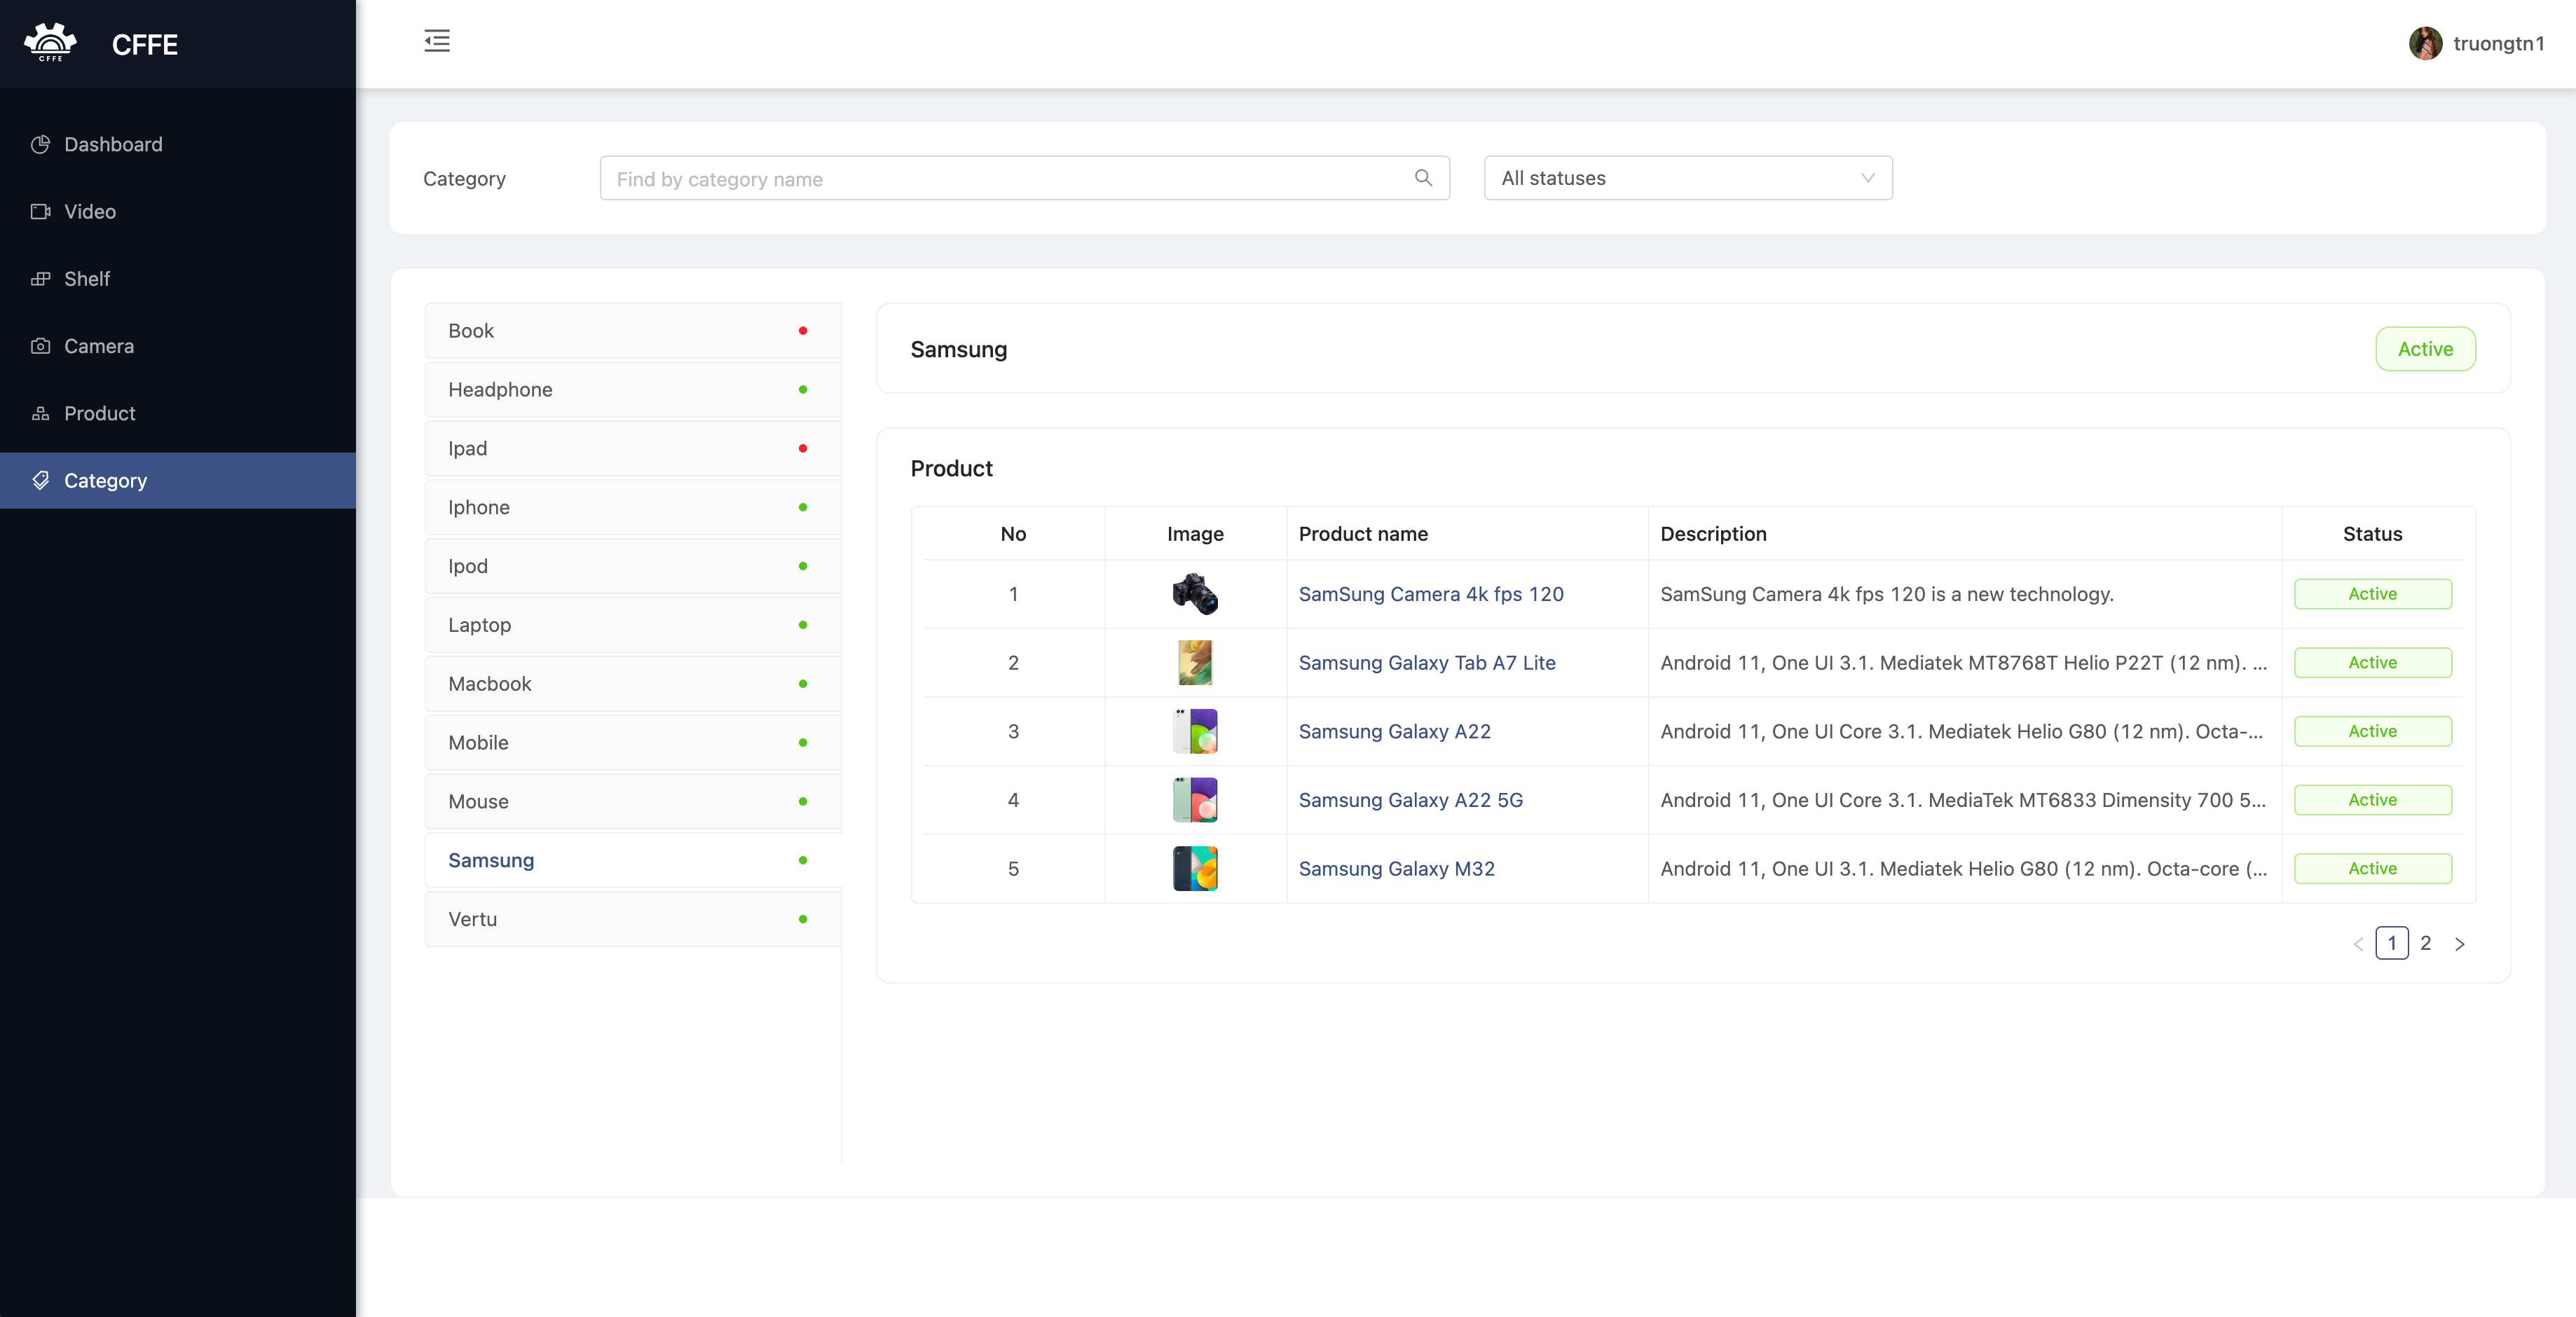 CFFE
CFFE
truongtn1
Dashboard
Video
Shelf
Camera
Product
Category
Category
Find by category name
All statuses
Book
Headphone
Ipad
Iphone
Ipod
Laptop
Macbook
Mobile
Mouse
Samsung
Vertu
Samsung
Active
Product
No Image Product name Description Status
1 SamSung Camera 4k fps 120 SamSung Camera 4k fps 120 is a new technology. Active
2 Samsung Galaxy Tab A7 Lite Android 11, One UI 3.1. Mediatek MT8768T Helio P22T (12 nm). ... Active
3 Samsung Galaxy A22 Android 11, One UI Core 3.1. Mediatek Helio G80 (12 nm). Octa-... Active
4 Samsung Galaxy A22 5G Android 11, One UI Core 3.1. MediaTek MT6833 Dimensity 700 5... Active
5 Samsung Galaxy M32 Android 11, One UI 3.1. Mediatek Helio G80 (12 nm). Octa-core (... Active
< 1 2 >